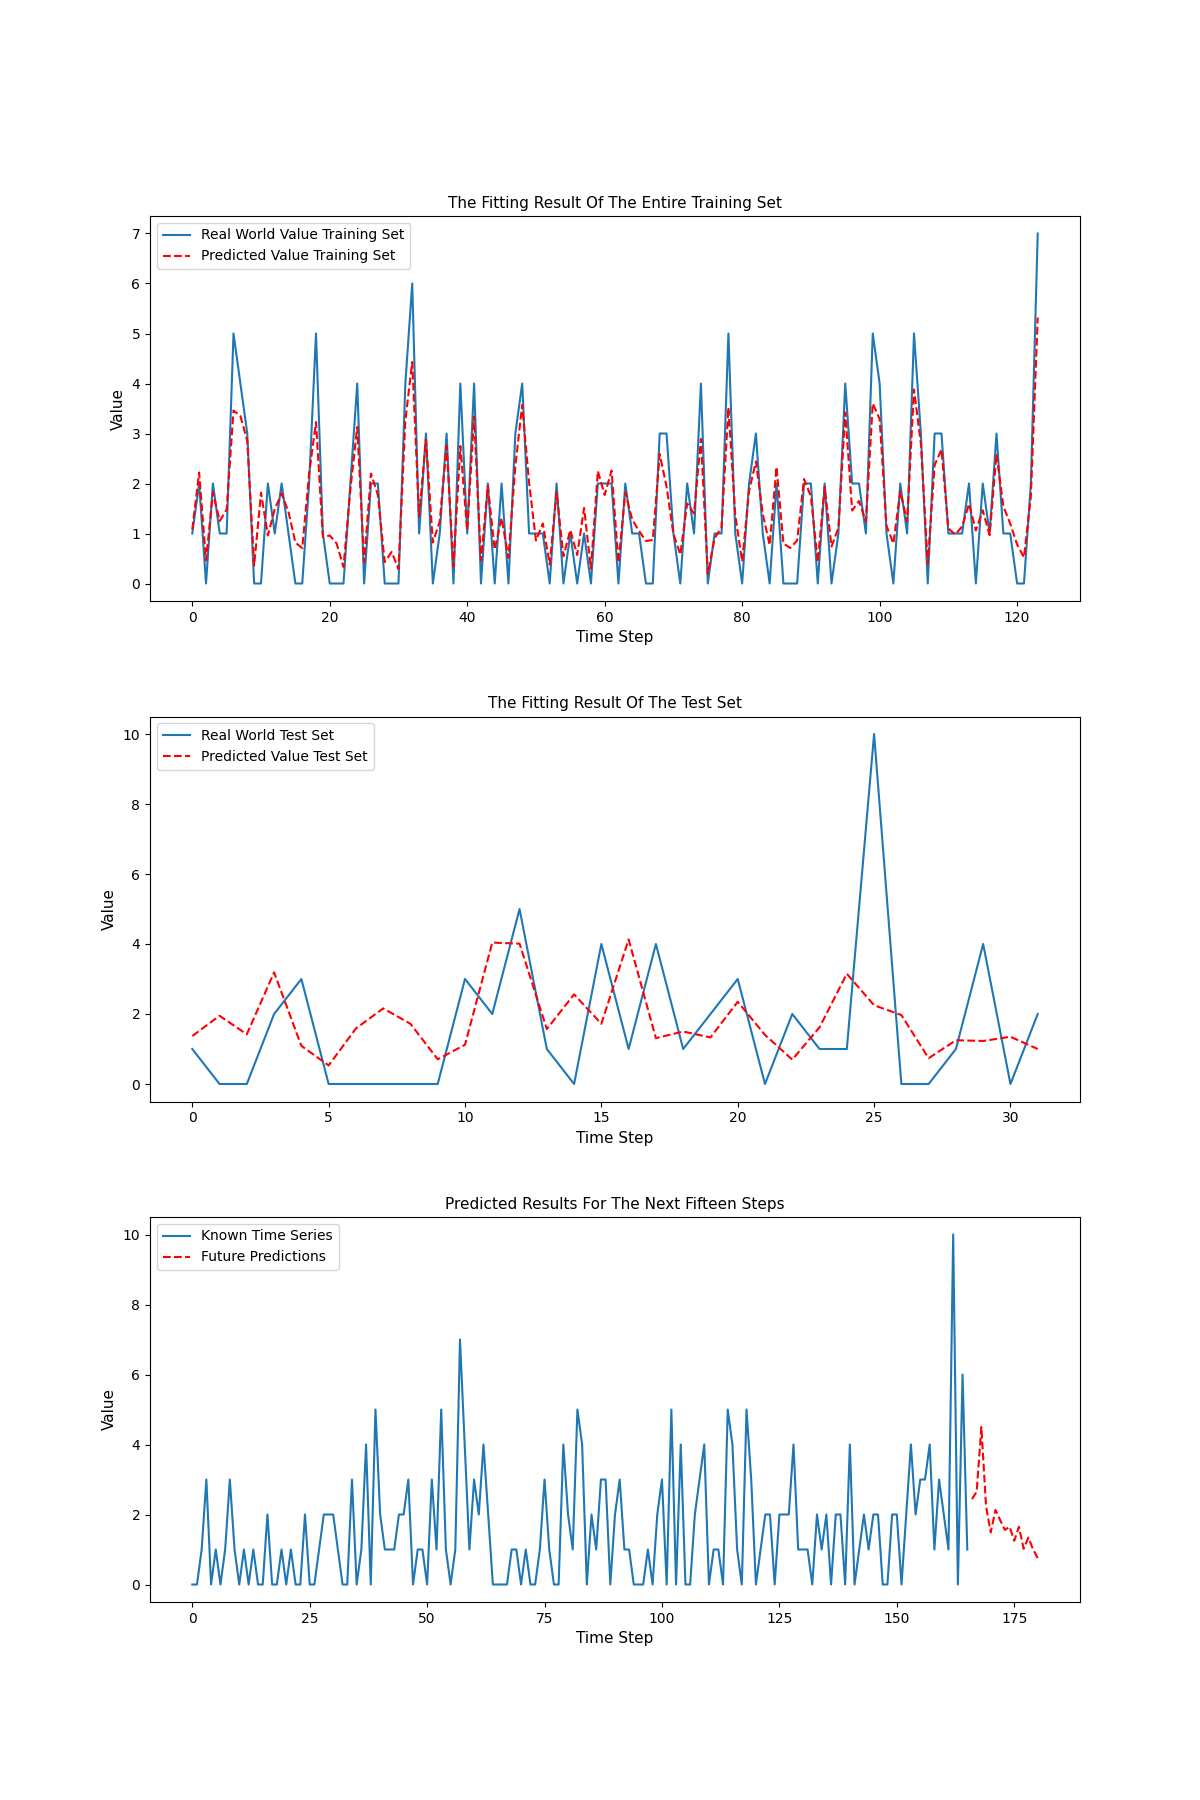 The Fitting Result Of The Entire Training Set
Real World Value Training Set
Predicted Value Training Set
7
6
5
4
3
2
1
0
Value
0 20 40 60 80 100 120
Time Step
The Fitting Result Of The Test Set
Real World Test Set
Predicted Value Test Set
10
8
6
4
2
0
Value
0 5 10 15 20 25 30
Time Step
Predicted Results For The Next Fifteen Steps
Known Time Series
Future Predictions
10
8
6
4
2
0
Value
0 25 50 75 100 125 150 175
Time Step